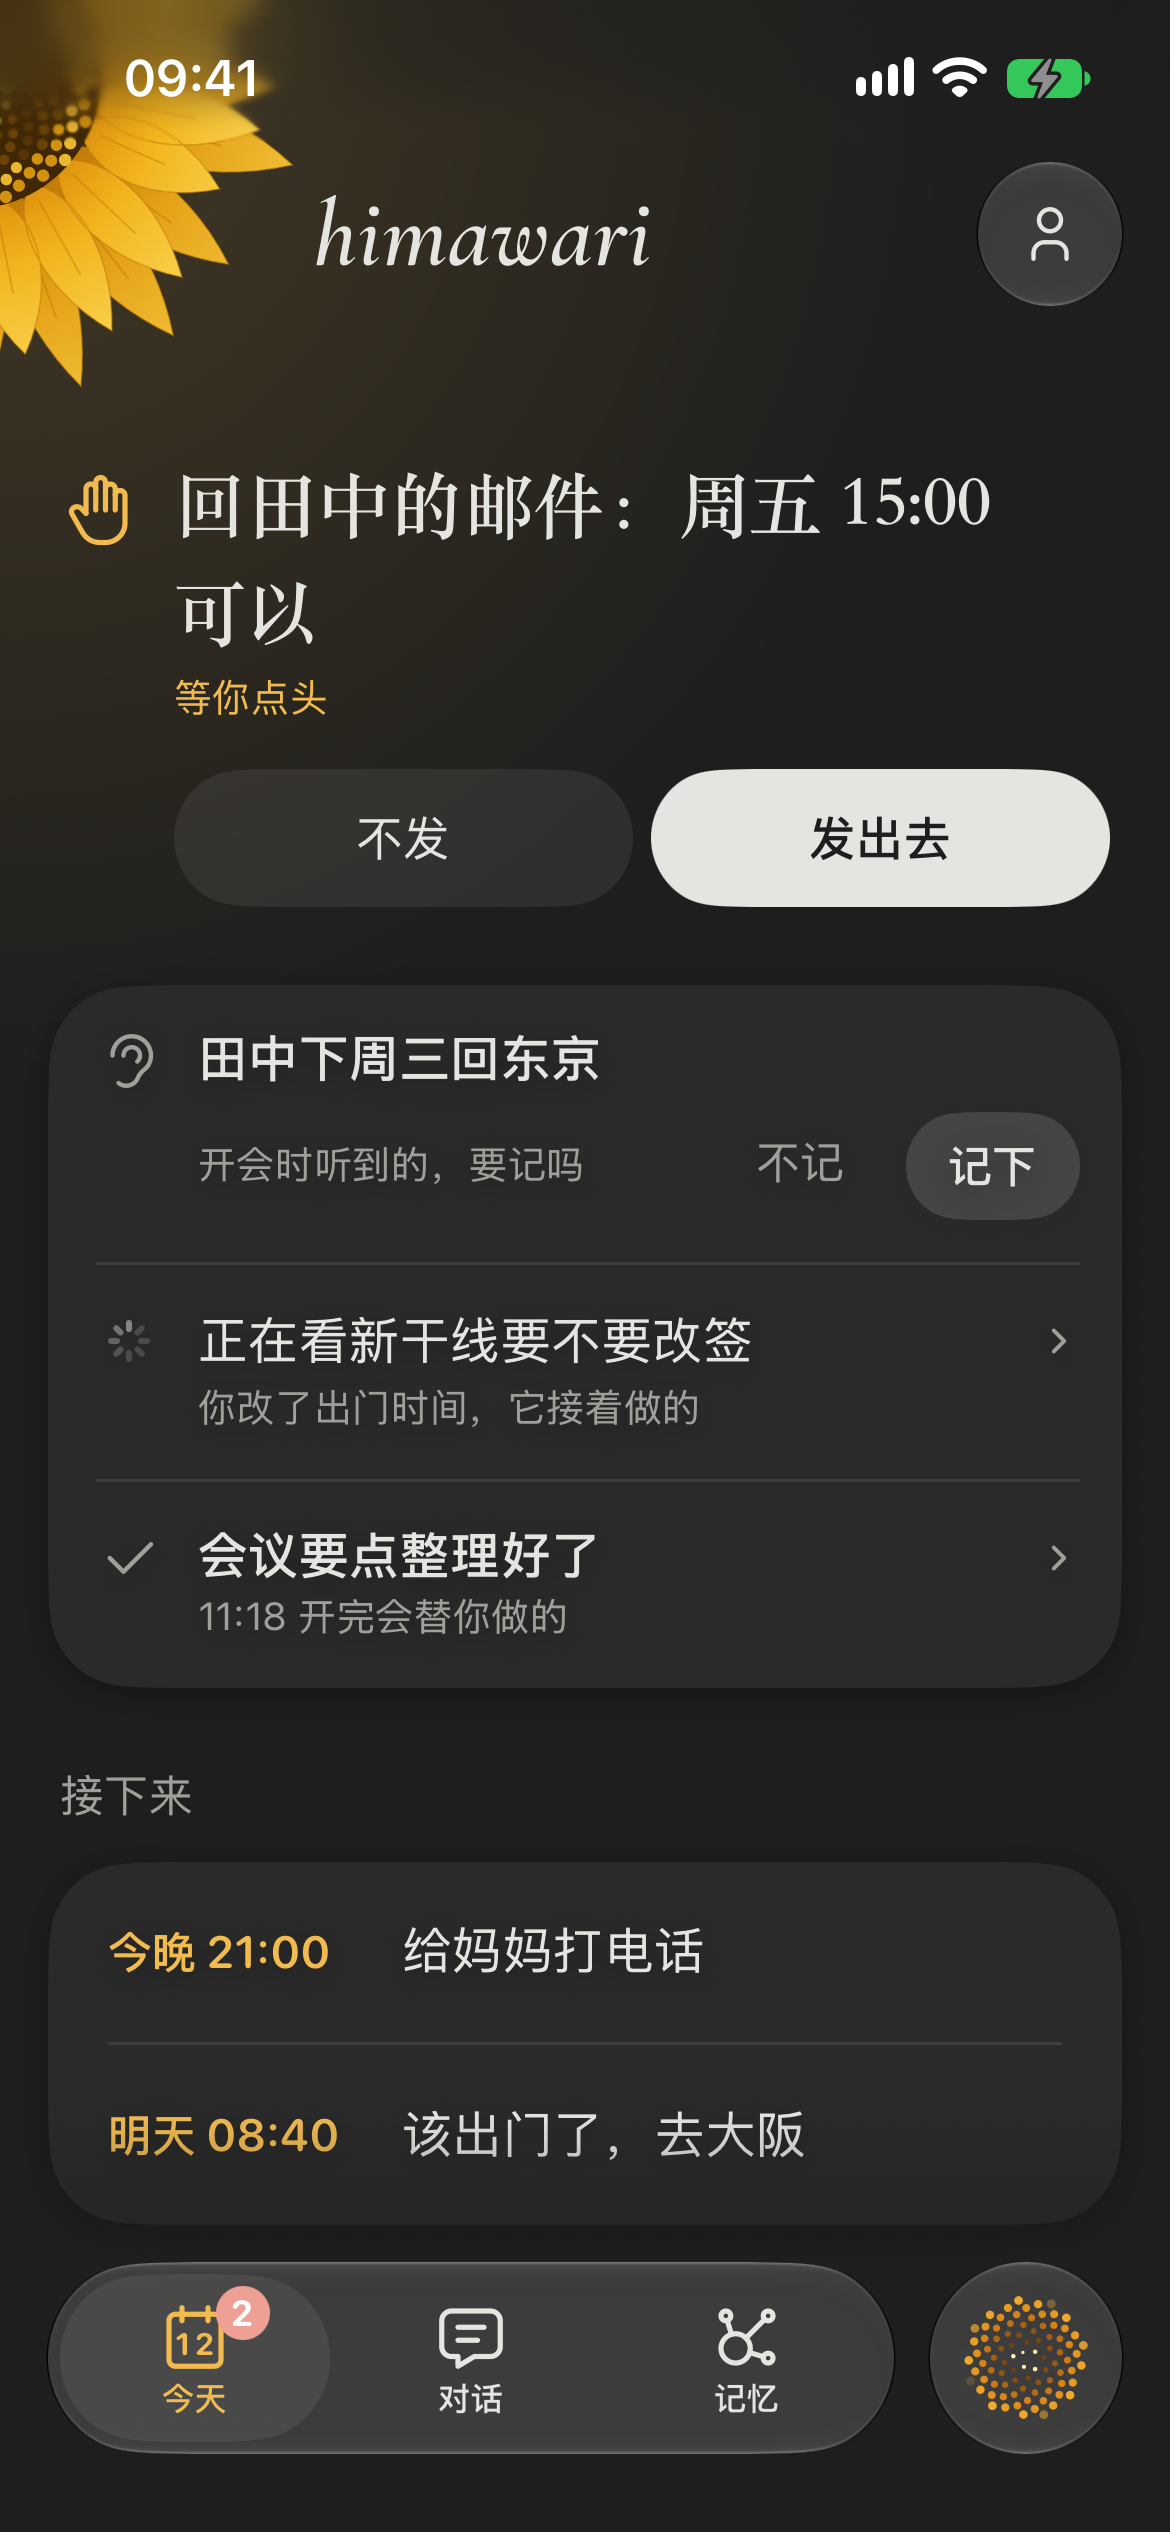 09:41
himawari
回田中的邮件：周五 15:00
可以
等你点头
不发
发出去
田中下周三回东京
开会时听到的，要记吗
不记
记下
正在看新干线要不要改签
你改了出门时间，它接着做的
会议要点整理好了
11:18 开完会替你做的
接下来
今晚 21:00 给妈妈打电话
明天 08:40 该出门了，去大阪
12
2
今天
对话
记忆